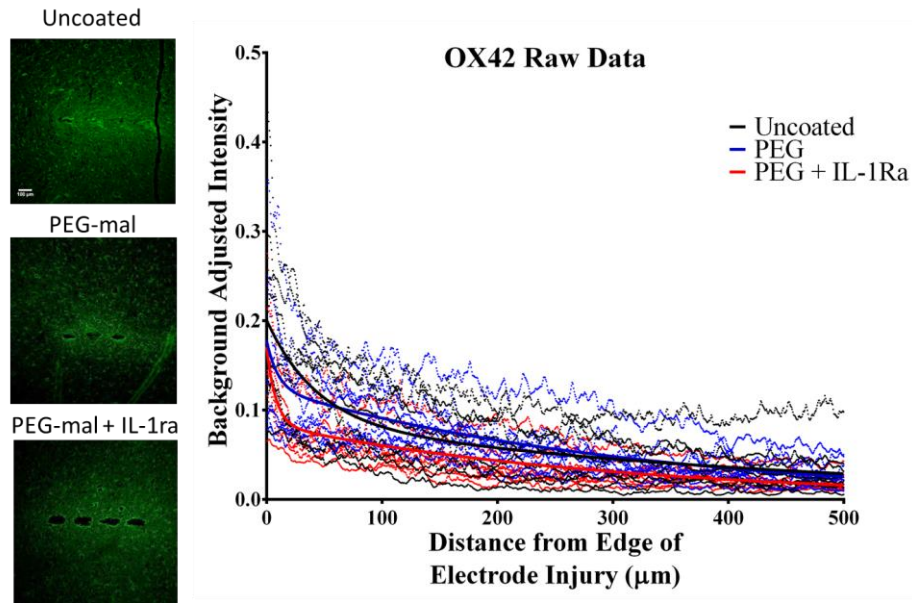 Uncoated
100 µm
PEG-mal
PEG-mal + IL-1ra
OX42 Raw Data
Uncoated
PEG
PEG + IL-1Ra
Background Adjusted Intensity
0.5
0.4
0.3
0.2
0.1
0.0
0
100
200
300
400
500
Distance from Edge of
Electrode Injury (μm)